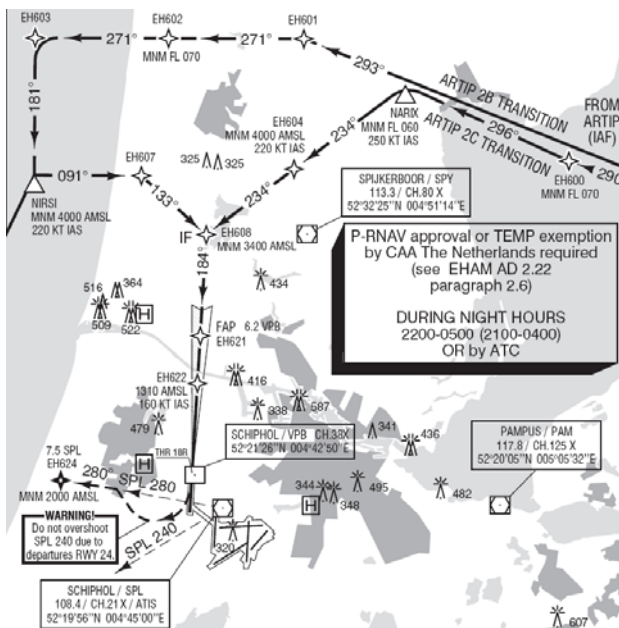 EH603
EH602
EH601
271°
271°
MNM FL 070
293°
ARTIP 2B TRANSITION
FROM
ARTIP
(IAF)
181°
EH604
MNM 4000 AMSL
220 KT IAS
234°
NARIX
MNM FL 060
250 KT IAS
296°
ARTIP 2C TRANSITION
EH600
MNM FL 070
290
325
325
091°
EH607
133°
234°
NIRSI
MNM 4000 AMSL
220 KT IAS
SPIJKERBOOR / SPY
113.3 / CH.80 X
52°32'25"N 004°51'14"E
IF
EH608
MNM 3400 AMSL
184°
P-RNAV approval or TEMP exemption
by CAA The Netherlands required
(see EHAM AD 2.22
paragraph 2.6)
DURING NIGHT HOURS
2200-0500 (2100-0400)
OR by ATC
434
516
364
509
522
H
FAP 6.2 VPB
EH621
EH622
1310 AMSL
160 KT IAS
416
338
587
479
341
436
THR 18R
SCHIPHOL / VPB CH.38X
52°21'26"N 004°42'50"E
PAMPUS / PAM
117.8 / CH.125 X
52°20'05"N 005°05'32"E
7.5 SPL
EH624
280°
SPL 280
MNM 2000 AMSL
H
344
348
495
482
H
WARNING!
Do not overshoot
SPL 240 due to
departures RWY 24.
SPL 240
320
SCHIPHOL / SPL
108.4 / CH.21 X / ATIS
52°19'56"N 004°45'00"E
607